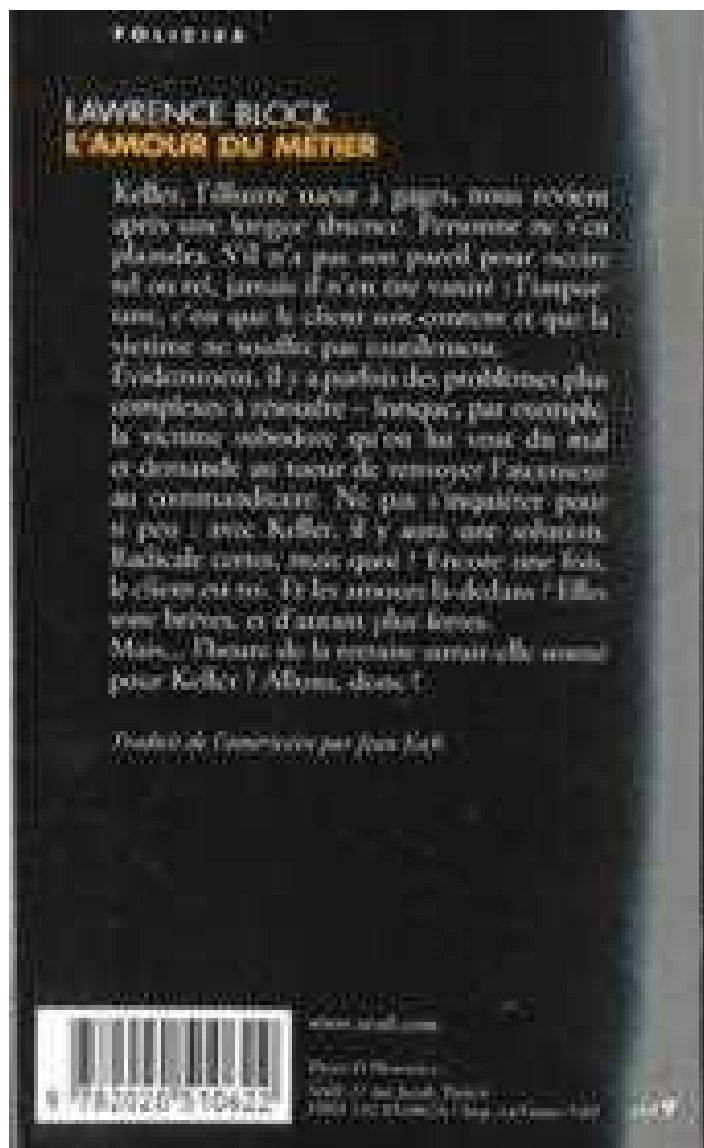 POLICIER
LAWRENCE BLOCK
L'AMOUR DU MÉTIER
Keller, l'illustre tueur à gages, nous revient
après une longue absence. Personne ne s'en
plaindra. S'il n'a pas son pareil pour occire
tel ou tel, jamais il n'en tire vanité : l'impor-
tant, c'est que le client soit content et que la
victime ne souffre pas inutilement.
Évidemment, il y a parfois des problèmes plus
complexes à résoudre – lorsque, par exemple,
la victime subodore qu'on lui veut du mal
et demande au tueur de renvoyer l'ascenseur
au commanditaire. Ne pas s'inquiéter pour
si peu : avec Keller, il y aura une solution.
Radicale certes, mais quoi ! Encore une fois,
le client est roi. Et les amours là-dedans ? Elles
sont brèves, et d'autant plus fortes.
Mais... l'heure de la retraite aurait-elle sonné
pour Keller ? Allons, donc !
Traduit de l'américain par Jean
www.seuil.com
9 782020 510622